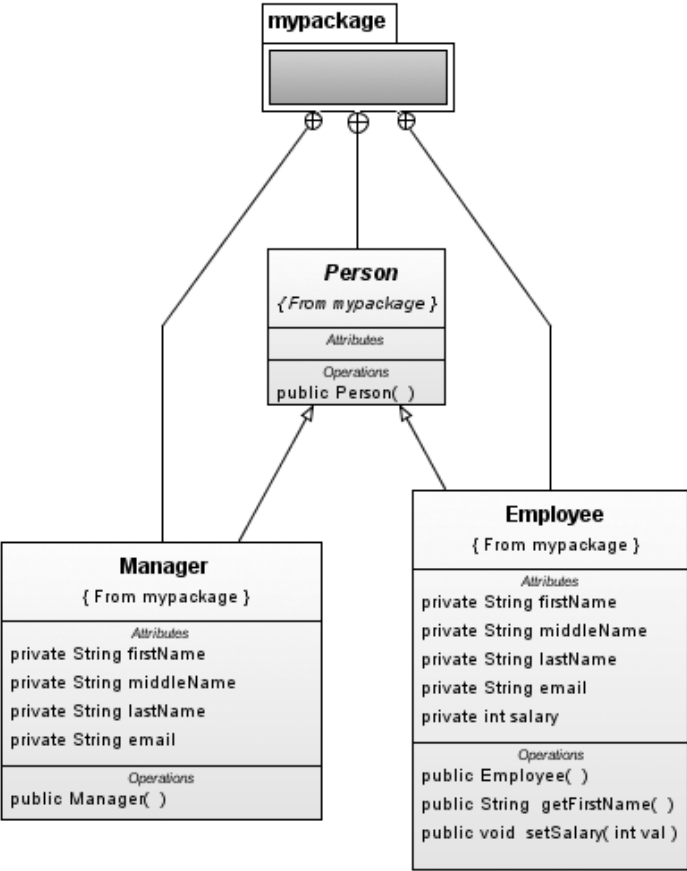 mypackage
Person
{ From mypackage }
Attributes
Operations
public Person( )
Manager
{ From mypackage }
Attributes
private String firstName
private String middleName
private String lastName
private String email
Operations
public Manager( )
Employee
{ From mypackage }
Attributes
private String firstName
private String middleName
private String lastName
private String email
private int salary
Operations
public Employee( )
public String getFirstName( )
public void setSalary( int val )